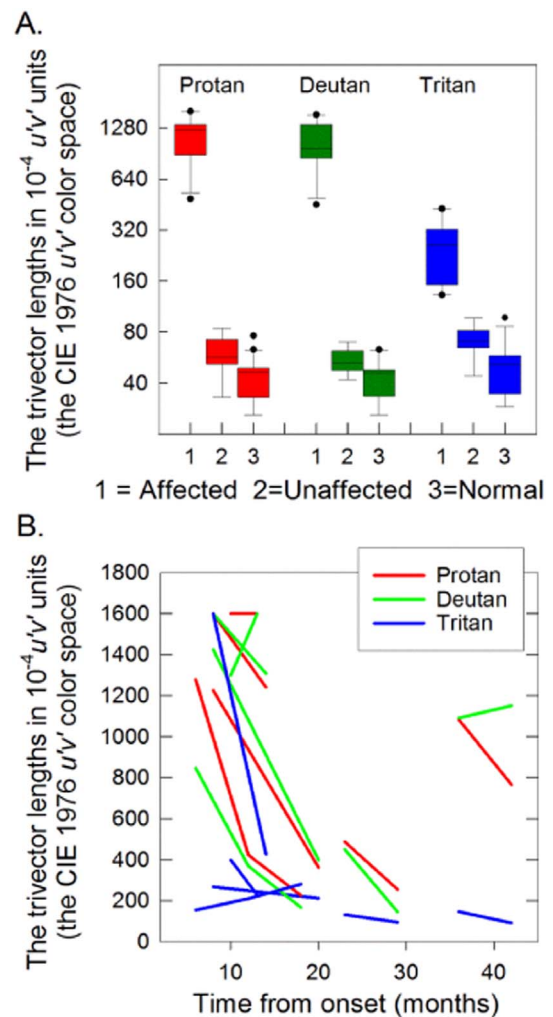 A.
The trivector lengths in 10⁻⁴ u'v' units
(the CIE 1976 u'v' color space)
Protan Deutan Tritan
1280
640
320
160
80
40
1 2 3 1 2 3 1 2 3
1 = Affected 2=Unaffected 3=Normal
B.
The trivector lengths in 10⁻⁴u'v' units
(the CIE 1976 u'v' color space)
Protan
Deutan
Tritan
1800
1600
1400
1200
1000
800
600
400
200
0
10 20 30 40
Time from onset (months)